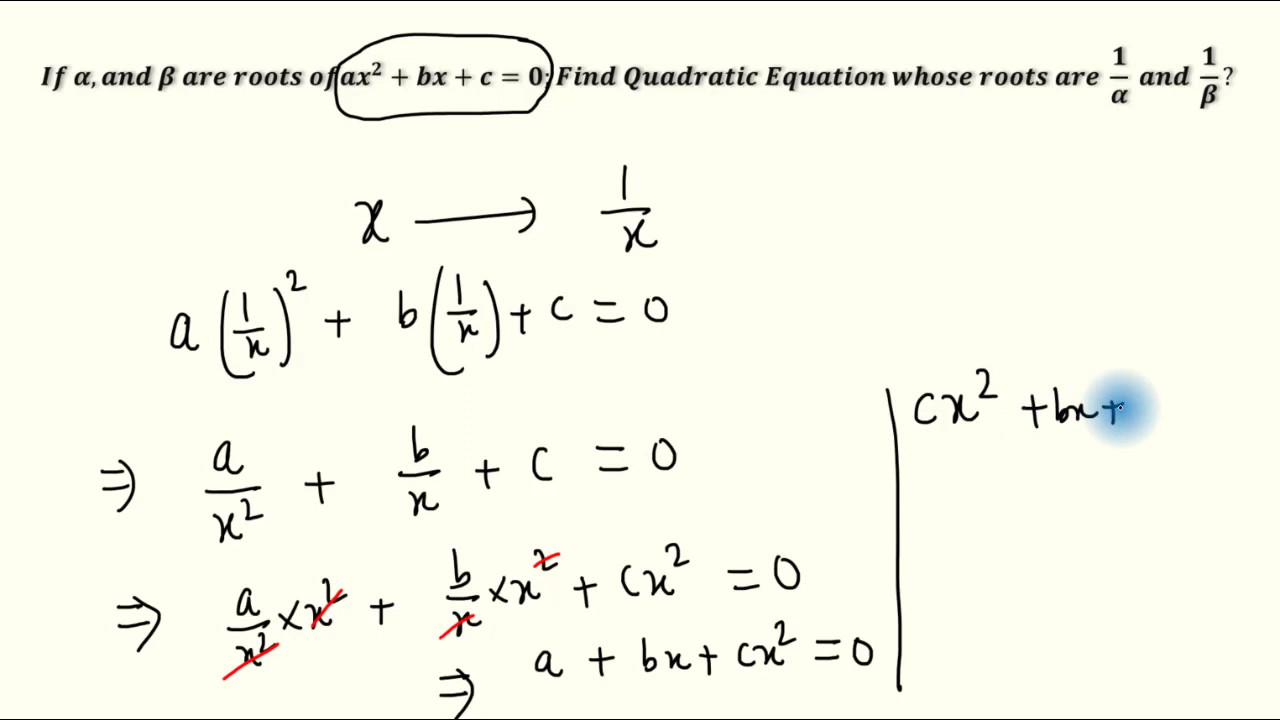 If α, and β are roots of ax² + bx + c = 0; Find Quadratic Equation whose roots are 1/α and 1/β?
x ⟶ 1/x
a(1/x)² + b(1/x) + c = 0
⇒ a/x² + b/x + c = 0
⇒ a/x² × x² + b/x × x² + cx² = 0
⇒ a + bx + cx² = 0
cx² + bx +